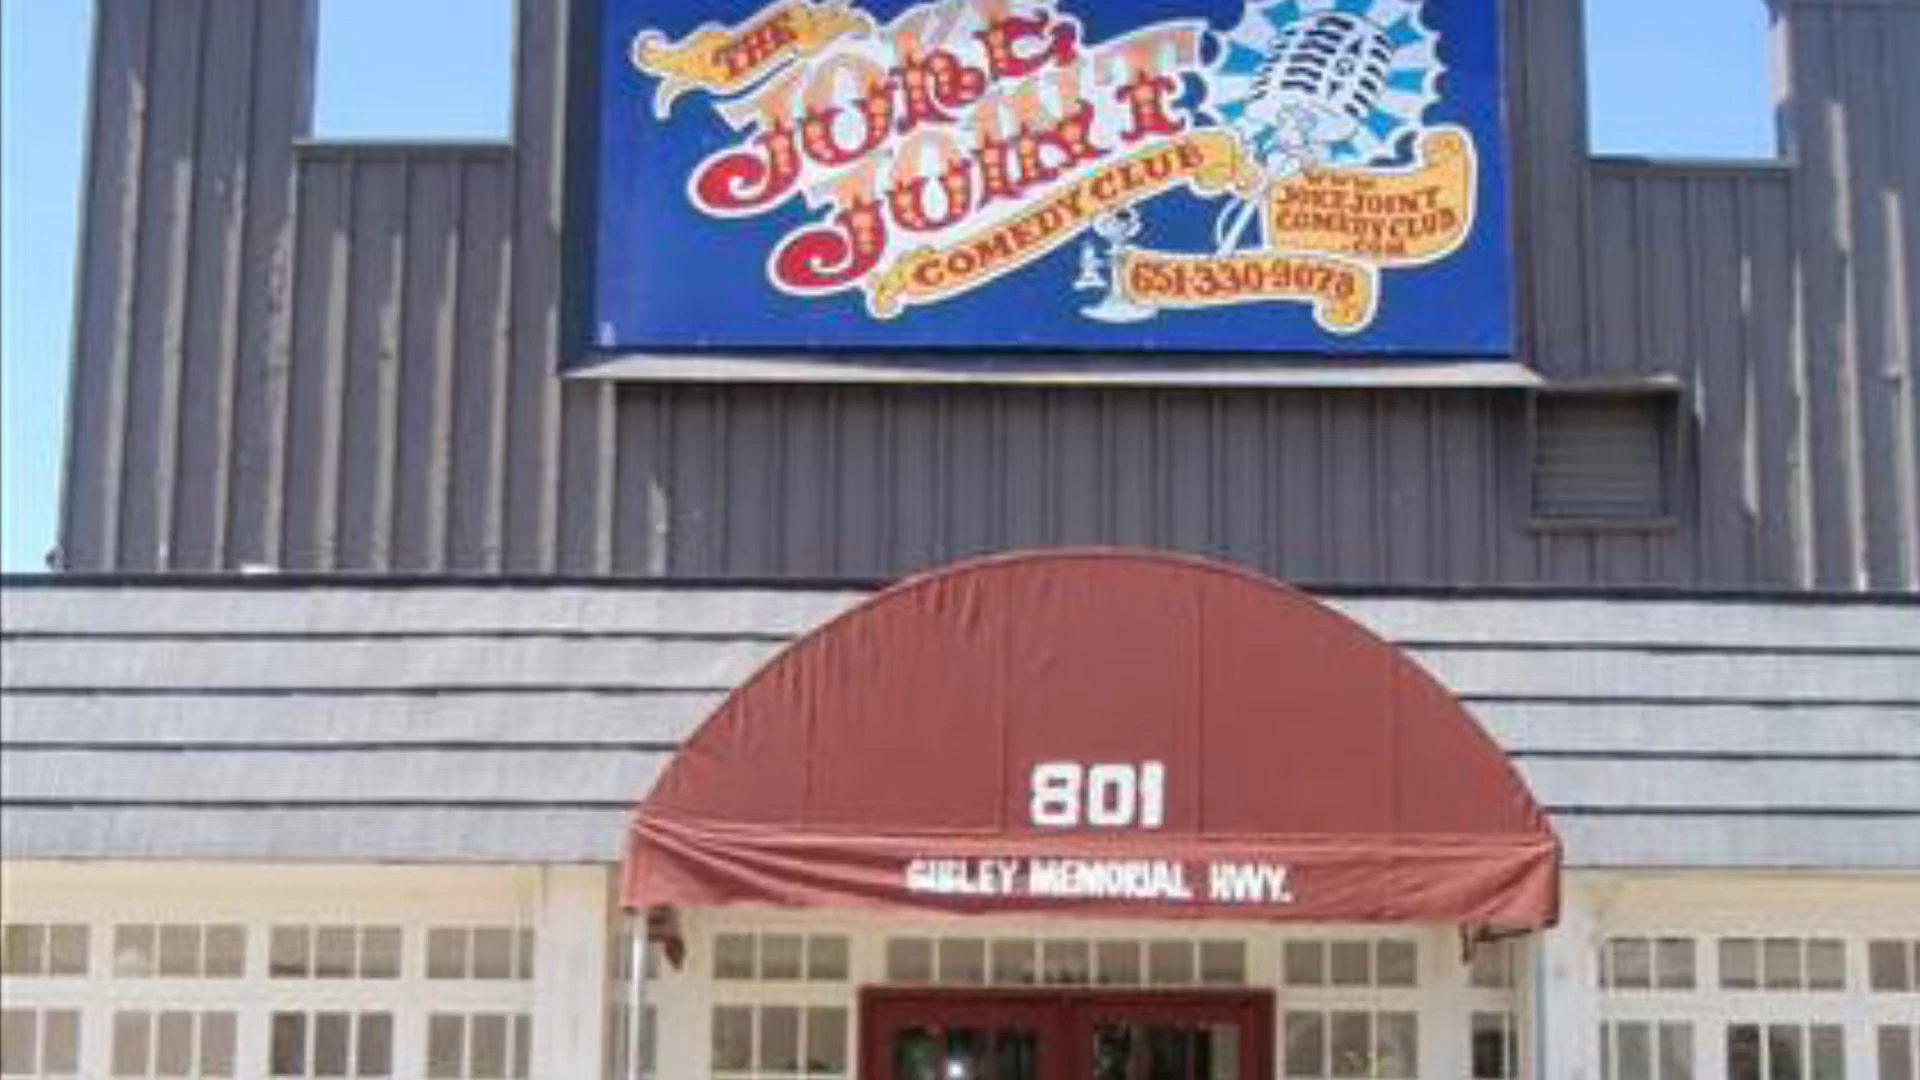 THE
JOKE
JOINT
COMEDY CLUB
WWW.
JOKEJOINT
COMEDYCLUB
.COM
651-330-9078
801
SIBLEY MEMORIAL HWY.